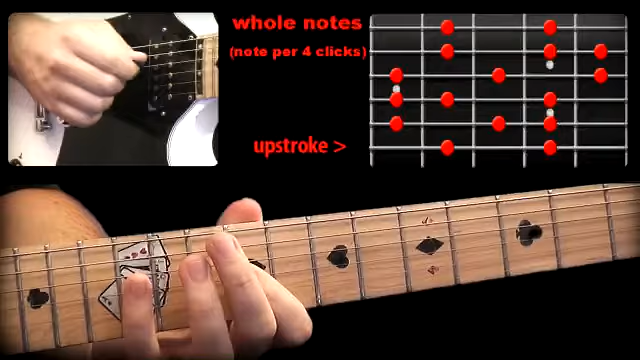 whole notes
(note per 4 clicks)
upstroke >